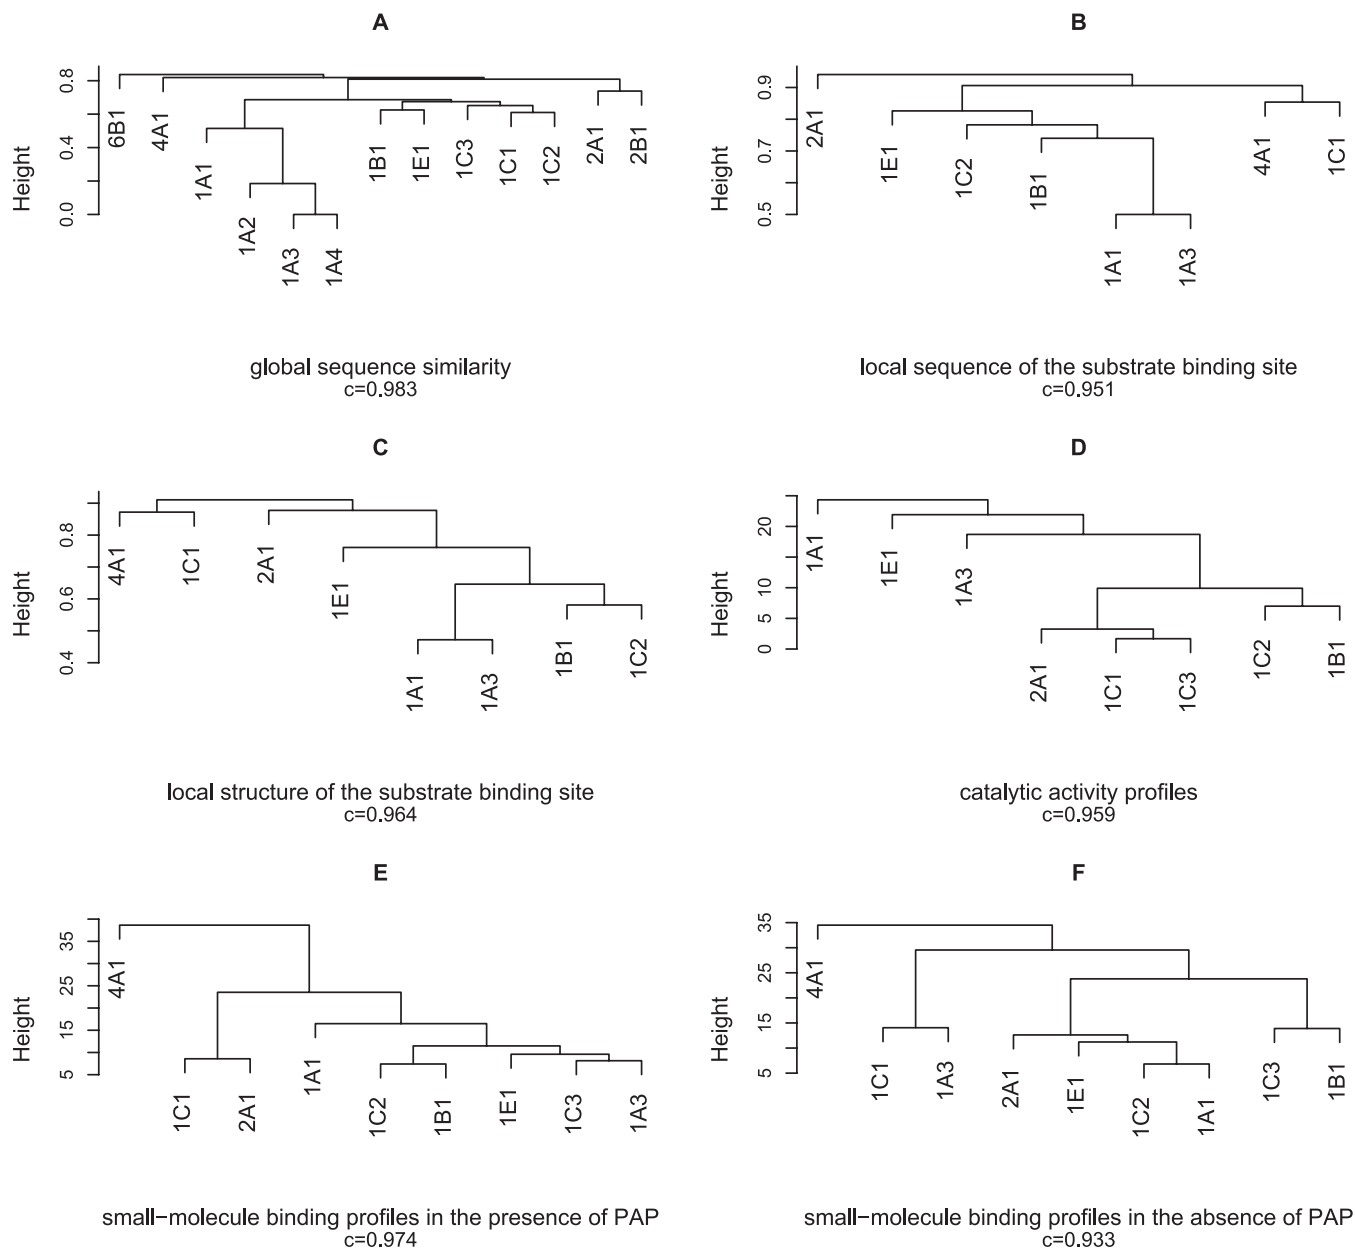 A
Height
0.0
0.4
0.8
6B1
4A1
1A1
1A2
1A3
1A4
1B1
1E1
1C3
1C1
1C2
2A1
2B1
global sequence similarity
c=0.983
B
Height
0.5
0.7
0.9
2A1
1E1
1C2
1B1
1A1
1A3
4A1
1C1
local sequence of the substrate binding site
c=0.951
C
Height
0.4
0.6
0.8
4A1
1C1
2A1
1E1
1A1
1A3
1B1
1C2
local structure of the substrate binding site
c=0.964
D
Height
0
5
10
20
1A1
1E1
1A3
2A1
1C1
1C3
1C2
1B1
catalytic activity profiles
c=0.959
E
Height
5
15
25
35
4A1
1C1
2A1
1A1
1C2
1B1
1E1
1C3
1A3
small−molecule binding profiles in the presence of PAP
c=0.974
F
Height
5
15
25
35
4A1
1C1
1A3
2A1
1E1
1C2
1A1
1C3
1B1
small−molecule binding profiles in the absence of PAP
c=0.933